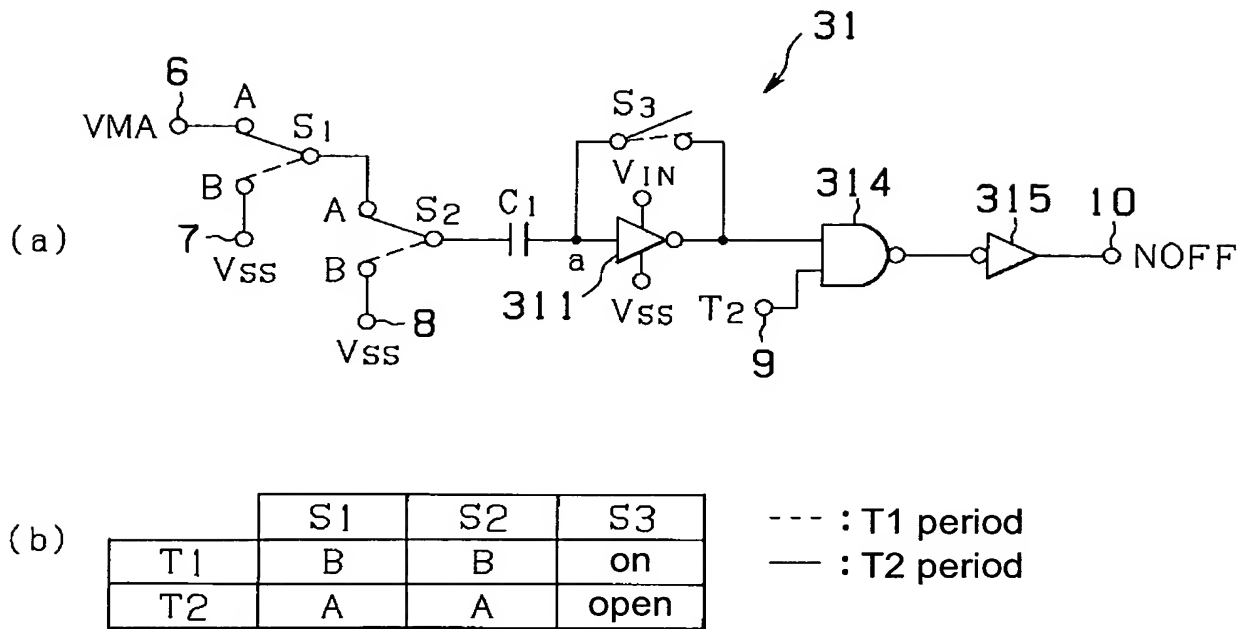 31
6
A
VMA
S1
S3
B
VIN
314
A
S2
C1
315
10
(a)
7
VSS
a
NOFF
B
311
VSS
T2
8
VSS
9
(b)
S1 S2 S3
T1 B B on
T2 A A open
--- : T1 period
— : T2 period